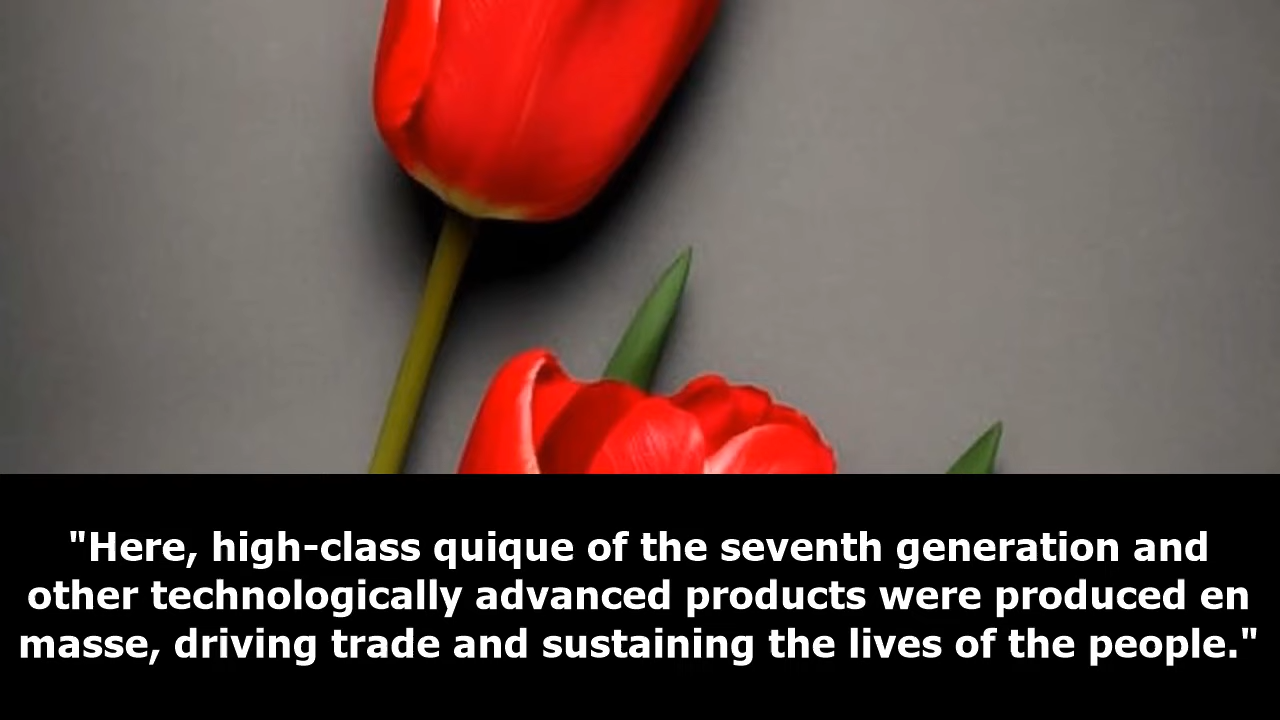 "Here, high-class quique of the seventh generation and
other technologically advanced products were produced en
masse, driving trade and sustaining the lives of the people."